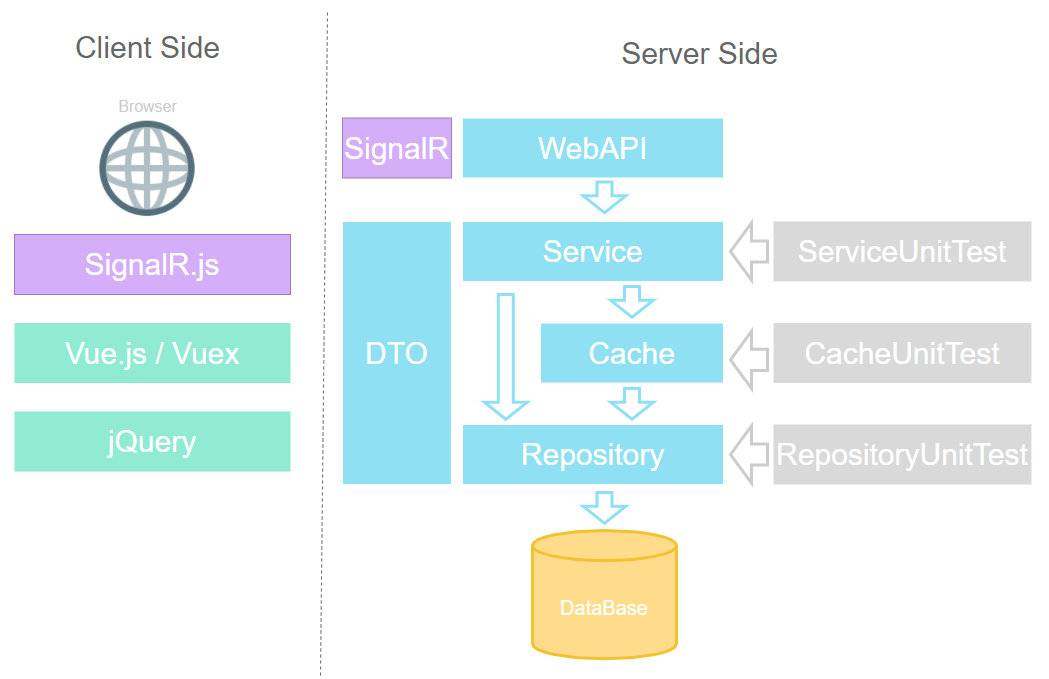 Client Side
Server Side
Browser
SignalR
WebAPI
SignalR.js
Service
ServiceUnitTest
Vue.js / Vuex
DTO
Cache
CacheUnitTest
jQuery
Repository
RepositoryUnitTest
DataBase